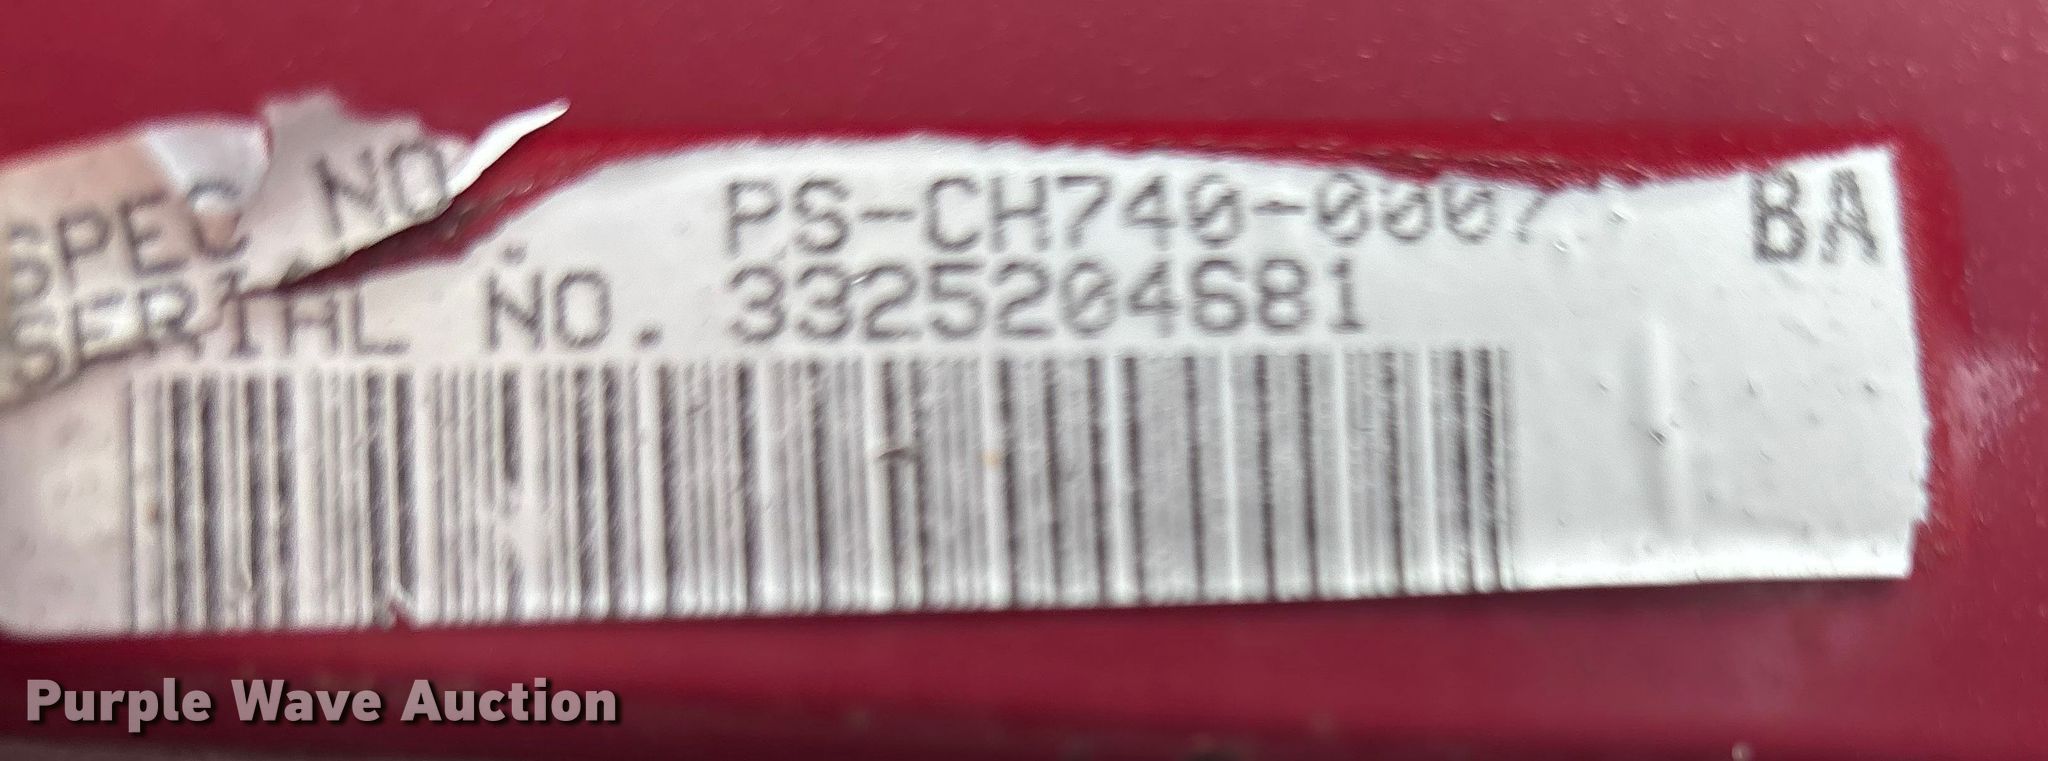 SPEC NO. PS-CH740-0007 BA
SERIAL NO. 3325204681
Purple Wave Auction